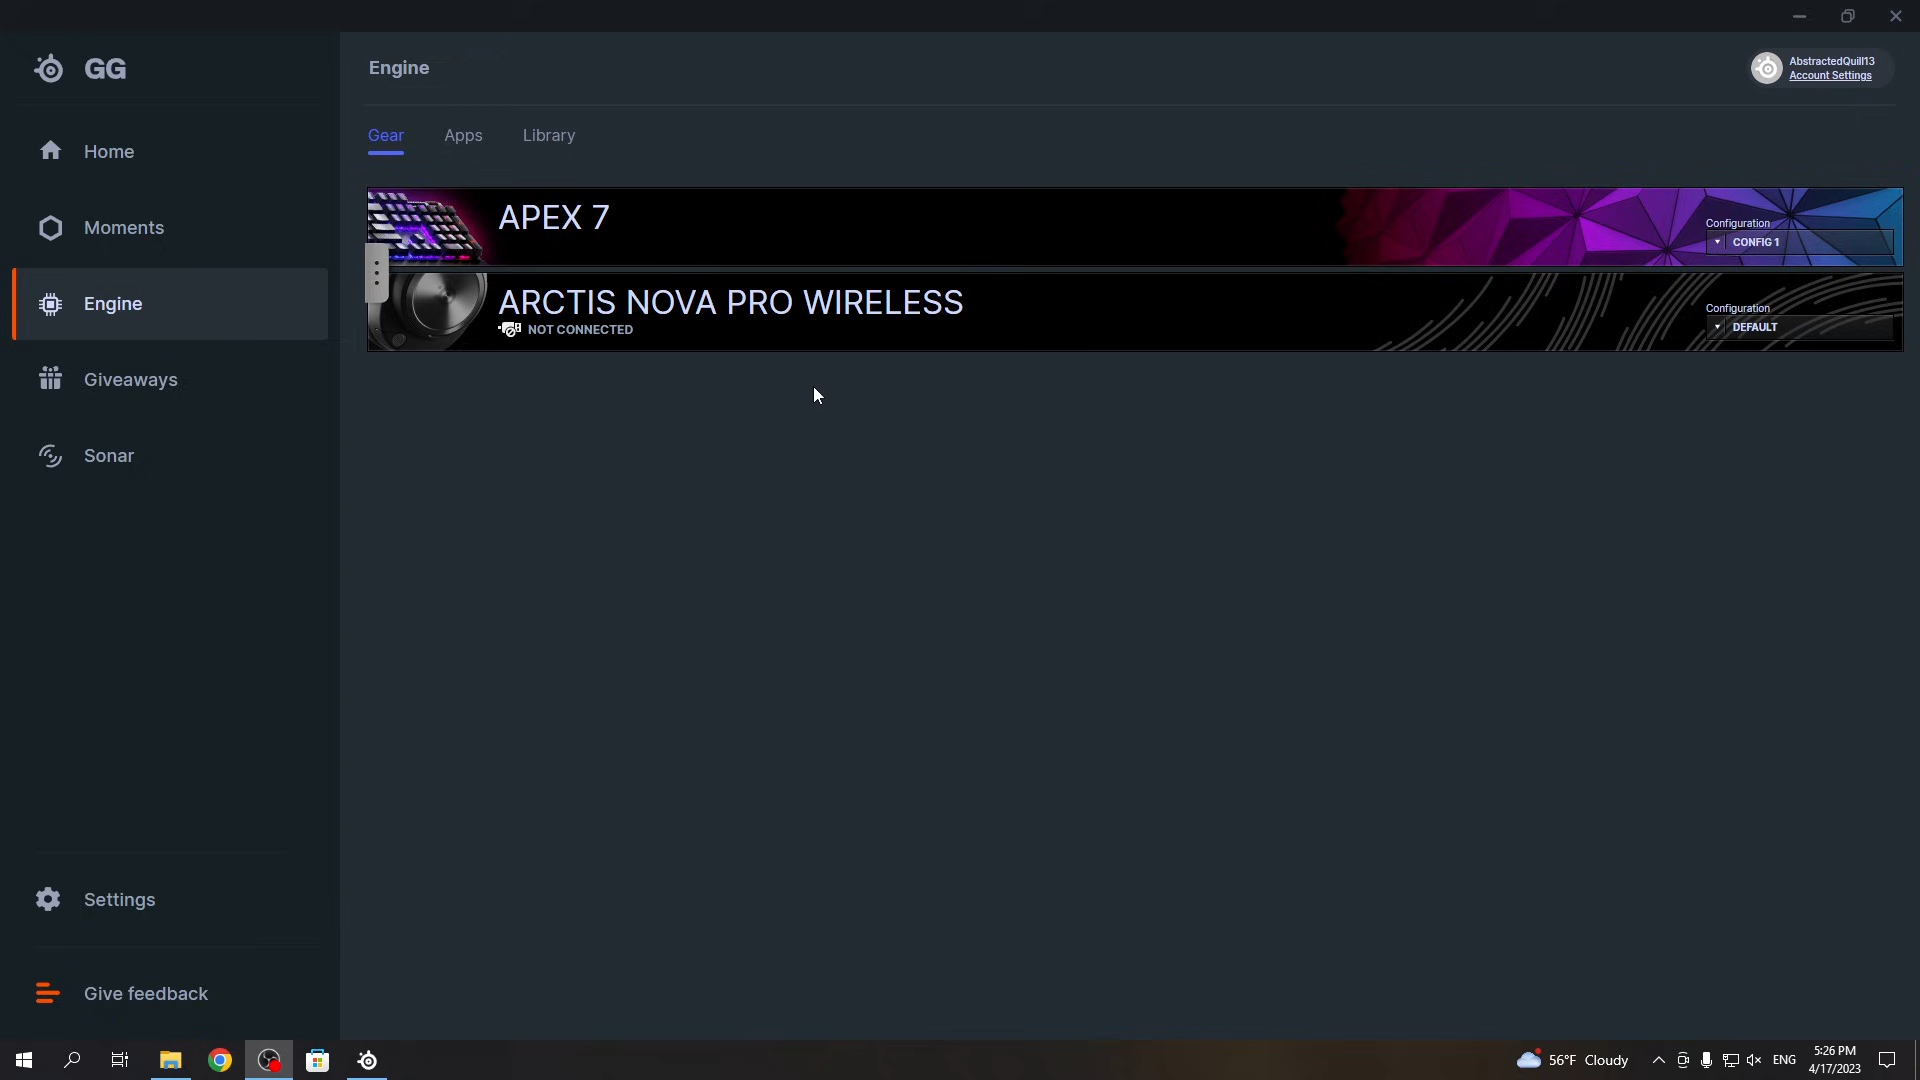 GG
Engine
AbstractedQuill13
Account Settings
Home
Moments
Engine
Giveaways
Sonar
Settings
Give feedback
Gear
Apps
Library
APEX 7
Configuration
CONFIG 1
ARCTIS NOVA PRO WIRELESS
NOT CONNECTED
Configuration
DEFAULT
56°F Cloudy
ENG
5:26 PM
4/17/2023